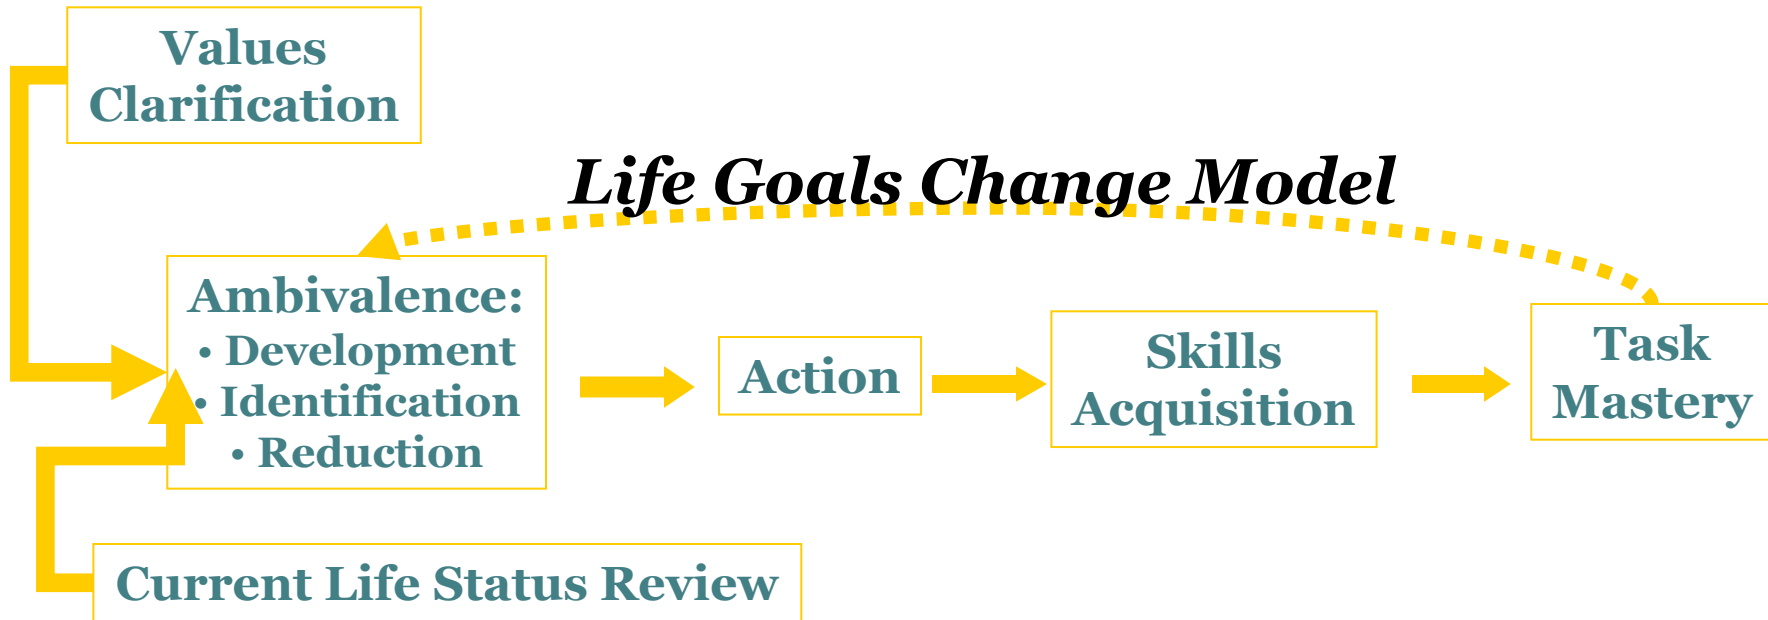 Values
Clarification
Life Goals Change Model
Ambivalence:
• Development
• Identification
• Reduction
Action
Skills
Acquisition
Task
Mastery
Current Life Status Review